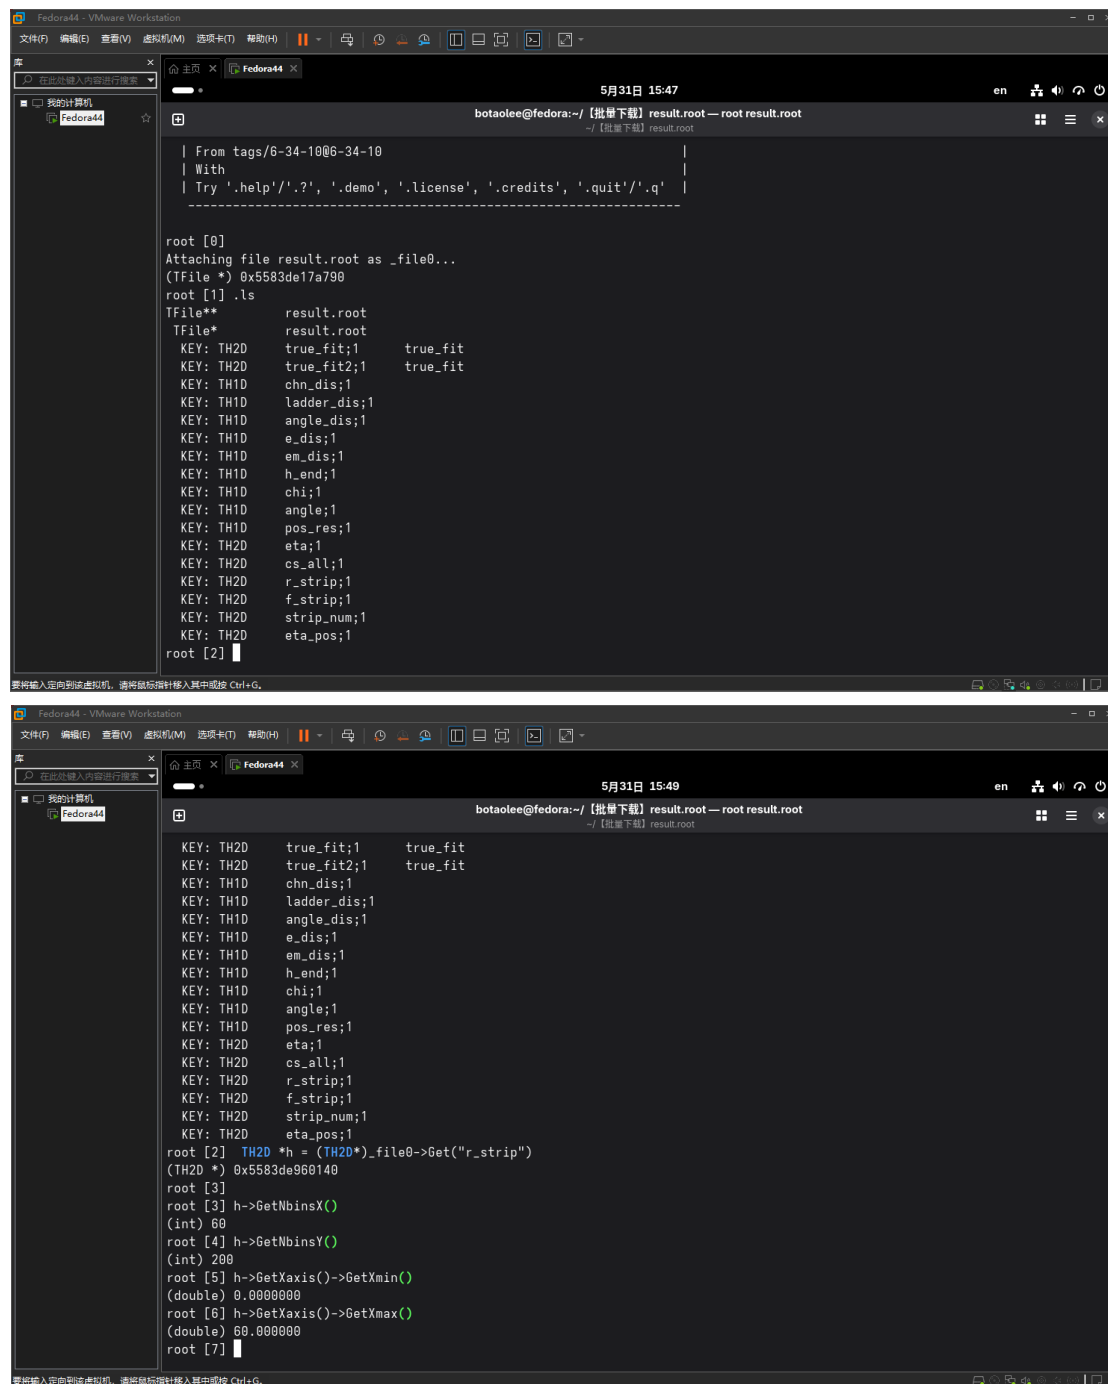 Fedora44 - VMware Workstation
文件(F) 编辑(E) 查看(V) 虚拟机(M) 选项卡(T) 帮助(H)
库
主页 Fedora44
在此处键入内容进行搜索
5月31日 15:47 en
我的计算机
Fedora44
botaolee@fedora:~/【批量下载】result.root — root result.root
~/【批量下载】result.root
| From tags/6-34-10@6-34-10 |
| With |
| Try '.help'/'.?', '.demo', '.license', '.credits', '.quit'/'.q' |
------------------------------------------------------------------
root [0]
Attaching file result.root as _file0...
(TFile *) 0x5583de17a790
root [1] .ls
TFile** result.root
TFile* result.root
KEY: TH2D true_fit;1 true_fit
KEY: TH2D true_fit2;1 true_fit
KEY: TH1D chn_dis;1
KEY: TH1D ladder_dis;1
KEY: TH1D angle_dis;1
KEY: TH1D e_dis;1
KEY: TH1D em_dis;1
KEY: TH1D h_end;1
KEY: TH1D chi;1
KEY: TH1D angle;1
KEY: TH1D pos_res;1
KEY: TH2D eta;1
KEY: TH2D cs_all;1
KEY: TH2D r_strip;1
KEY: TH2D f_strip;1
KEY: TH2D strip_num;1
KEY: TH2D eta_pos;1
root [2]
要将输入定向到该虚拟机，请将鼠标指针移入其中或按 Ctrl+G。
Fedora44 - VMware Workstation
文件(F) 编辑(E) 查看(V) 虚拟机(M) 选项卡(T) 帮助(H)
库
主页 Fedora44
在此处键入内容进行搜索
5月31日 15:49 en
我的计算机
Fedora44
botaolee@fedora:~/【批量下载】result.root — root result.root
~/【批量下载】result.root
KEY: TH2D true_fit;1 true_fit
KEY: TH2D true_fit2;1 true_fit
KEY: TH1D chn_dis;1
KEY: TH1D ladder_dis;1
KEY: TH1D angle_dis;1
KEY: TH1D e_dis;1
KEY: TH1D em_dis;1
KEY: TH1D h_end;1
KEY: TH1D chi;1
KEY: TH1D angle;1
KEY: TH1D pos_res;1
KEY: TH2D eta;1
KEY: TH2D cs_all;1
KEY: TH2D r_strip;1
KEY: TH2D f_strip;1
KEY: TH2D strip_num;1
KEY: TH2D eta_pos;1
root [2] TH2D *h = (TH2D*)_file0->Get("r_strip")
(TH2D *) 0x5583de960140
root [3]
root [3] h->GetNbinsX()
(int) 60
root [4] h->GetNbinsY()
(int) 200
root [5] h->GetXaxis()->GetXmin()
(double) 0.0000000
root [6] h->GetXaxis()->GetXmax()
(double) 60.000000
root [7]
要将输入定向到该虚拟机，请将鼠标指针移入其中或按 Ctrl+G。